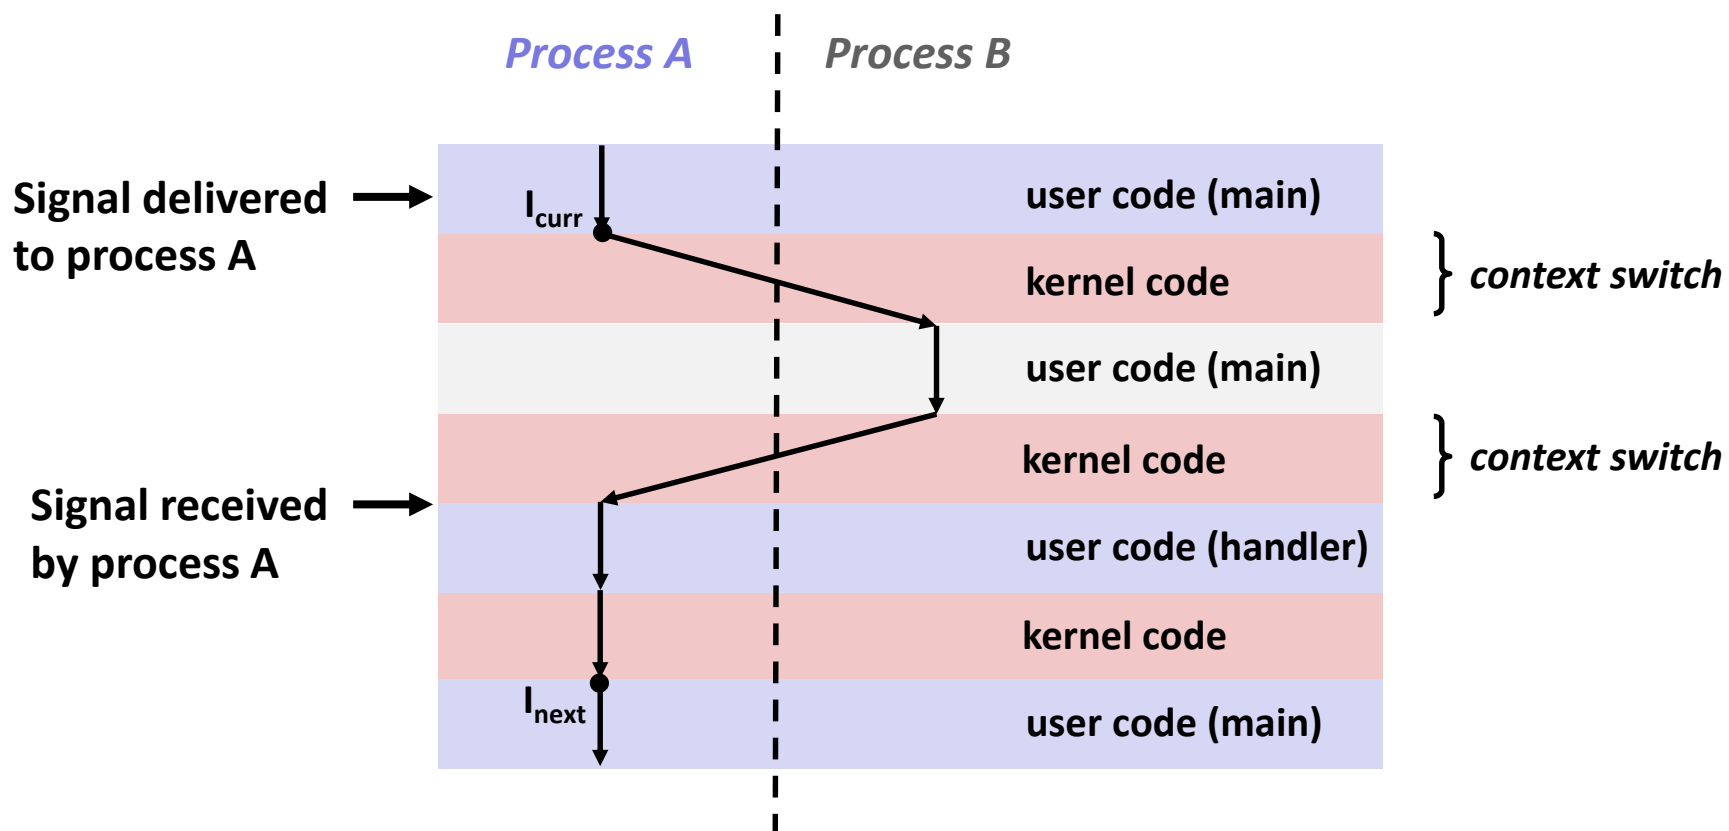 Process A
Process B
Signal delivered
to process A
Icurr
user code (main)
kernel code
context switch
user code (main)
kernel code
context switch
Signal received
by process A
user code (handler)
kernel code
Inext
user code (main)